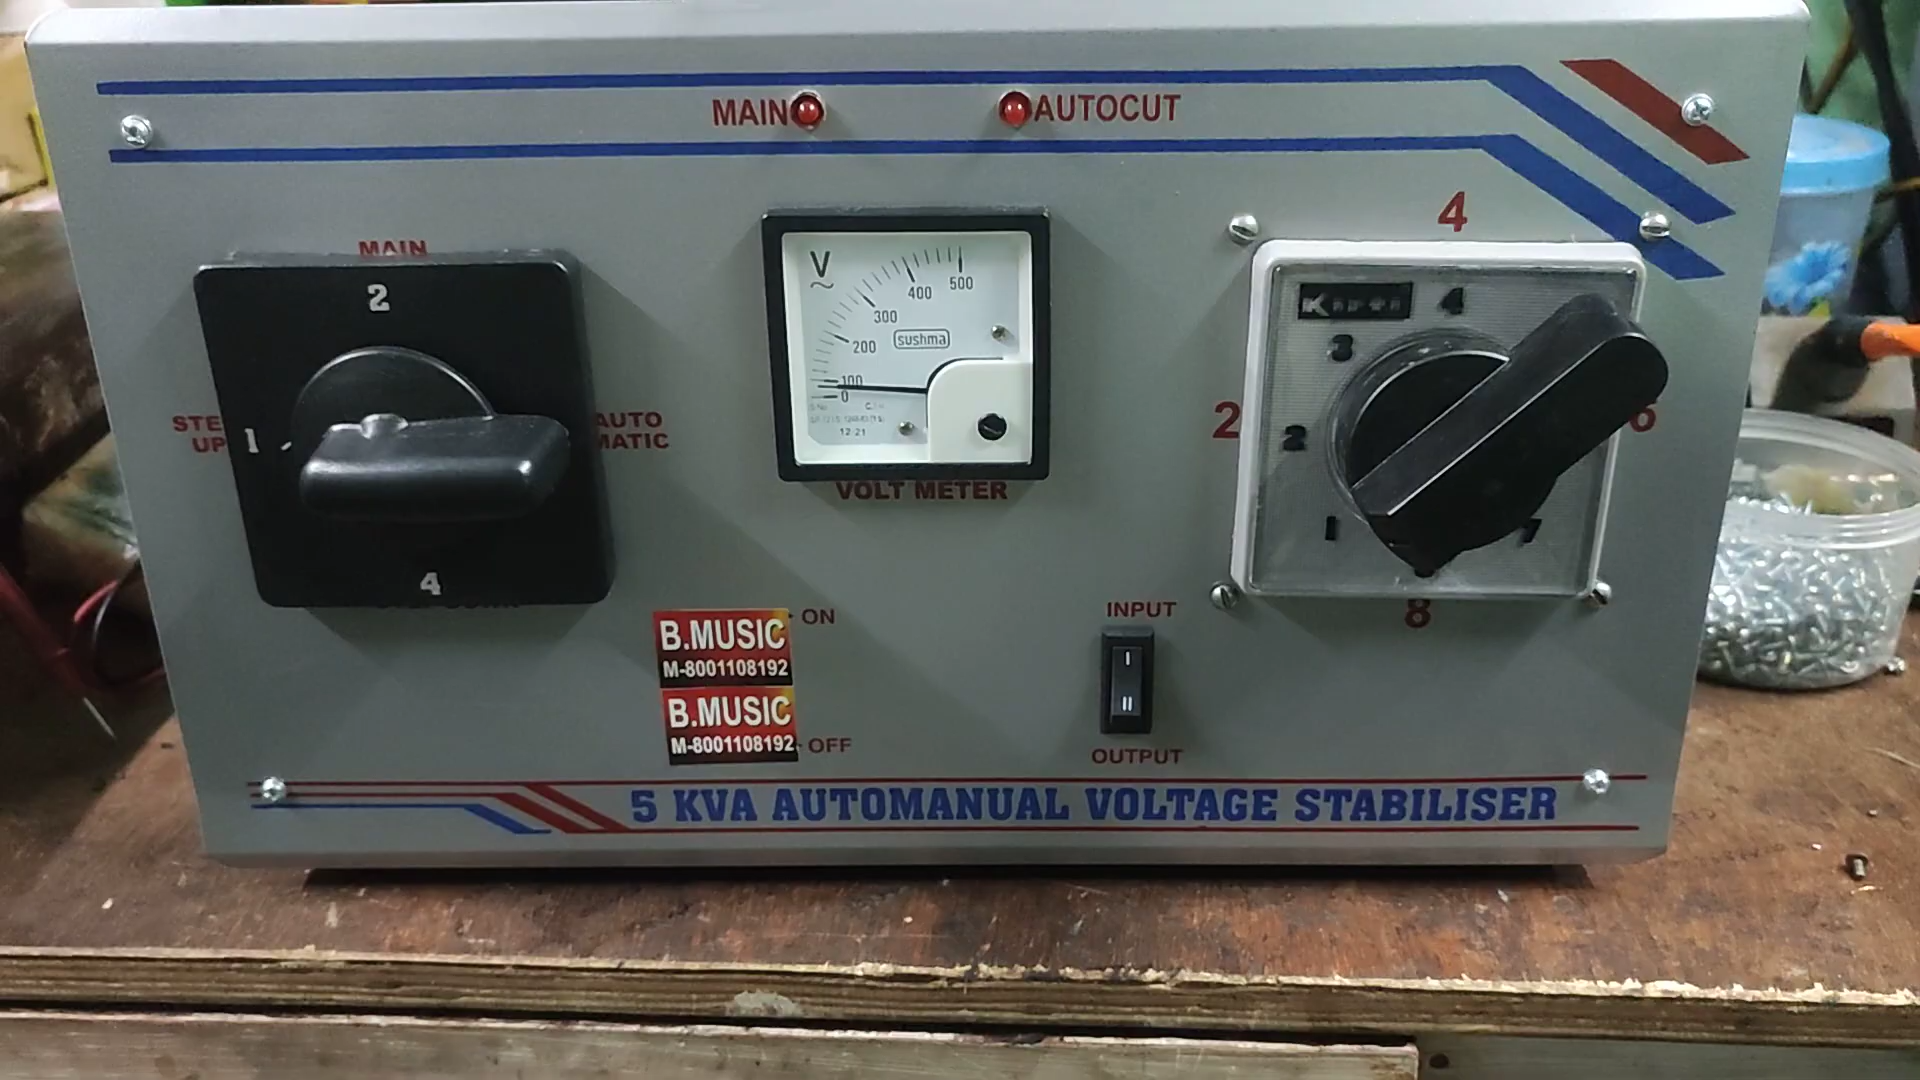 MAIN AUTOCUT
4
MAIN
2
1
AUTO
MATIC
UP
4
V
500
400
300
200
100
0
sushma
12 21
VOLT METER
2
4
3
2
1
7
8
ON
B.MUSIC
M-8001108192
B.MUSIC
M-8001108192
OFF
INPUT
I
II
OUTPUT
5 KVA AUTOMANUAL VOLTAGE STABILISER